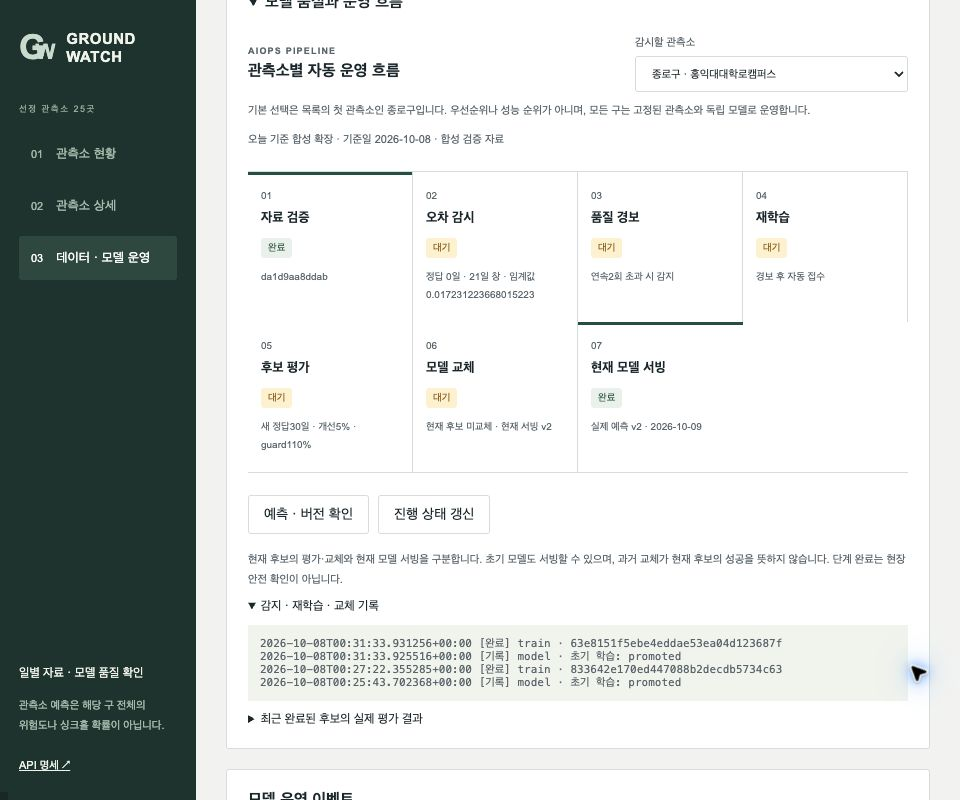 GROUND
WATCH
선정 관측소 25곳
01 관측소 현황
02 관측소 상세
03 데이터 · 모델 운영
일별 자료 · 모델 품질 확인
관측소 예측은 해당 구 전체의
위험도나 싱크홀 확률이 아닙니다.
API 명세 ↗
▼ 모델 품질과 운영 흐름
AIOPS PIPELINE
관측소별 자동 운영 흐름
감시할 관측소
종로구 · 홍익대대학로캠퍼스
기본 선택은 목록의 첫 관측소인 종로구입니다. 우선순위나 성능 순위가 아니며, 모든 구는 고정된 관측소와 독립 모델로 운영합니다.
오늘 기준 합성 확장 · 기준일 2026-10-08 · 합성 검증 자료
01
자료 검증
완료
da1d9aa8ddab
02
오차 감시
대기
정답 0일 · 21일 창 · 임계값
0.017231223668015223
03
품질 경보
대기
연속2회 초과 시 감지
04
재학습
대기
경보 후 자동 접수
05
후보 평가
대기
새 정답30일 · 개선5% ·
guard110%
06
모델 교체
대기
현재 후보 미교체 · 현재 서빙 v2
07
현재 모델 서빙
완료
실제 예측 v2 · 2026-10-09
예측 · 버전 확인
진행 상태 갱신
현재 후보의 평가·교체와 현재 모델 서빙을 구분합니다. 초기 모델도 서빙할 수 있으며, 과거 교체가 현재 후보의 성공을 뜻하지 않습니다. 단계 완료는 현장
안전 확인이 아닙니다.
▼ 감지 · 재학습 · 교체 기록
2026-10-08T00:31:33.931256+00:00 [완료] train · 63e8151f5ebe4eddae53ea04d123687f
2026-10-08T00:31:33.925516+00:00 [기록] model · 초기 학습: promoted
2026-10-08T00:27:22.355285+00:00 [완료] train · 833642e170ed447088b2decdb5734c63
2026-10-08T00:25:43.702368+00:00 [기록] model · 초기 학습: promoted
▶ 최근 완료된 후보의 실제 평가 결과
모델 운영 이벤트